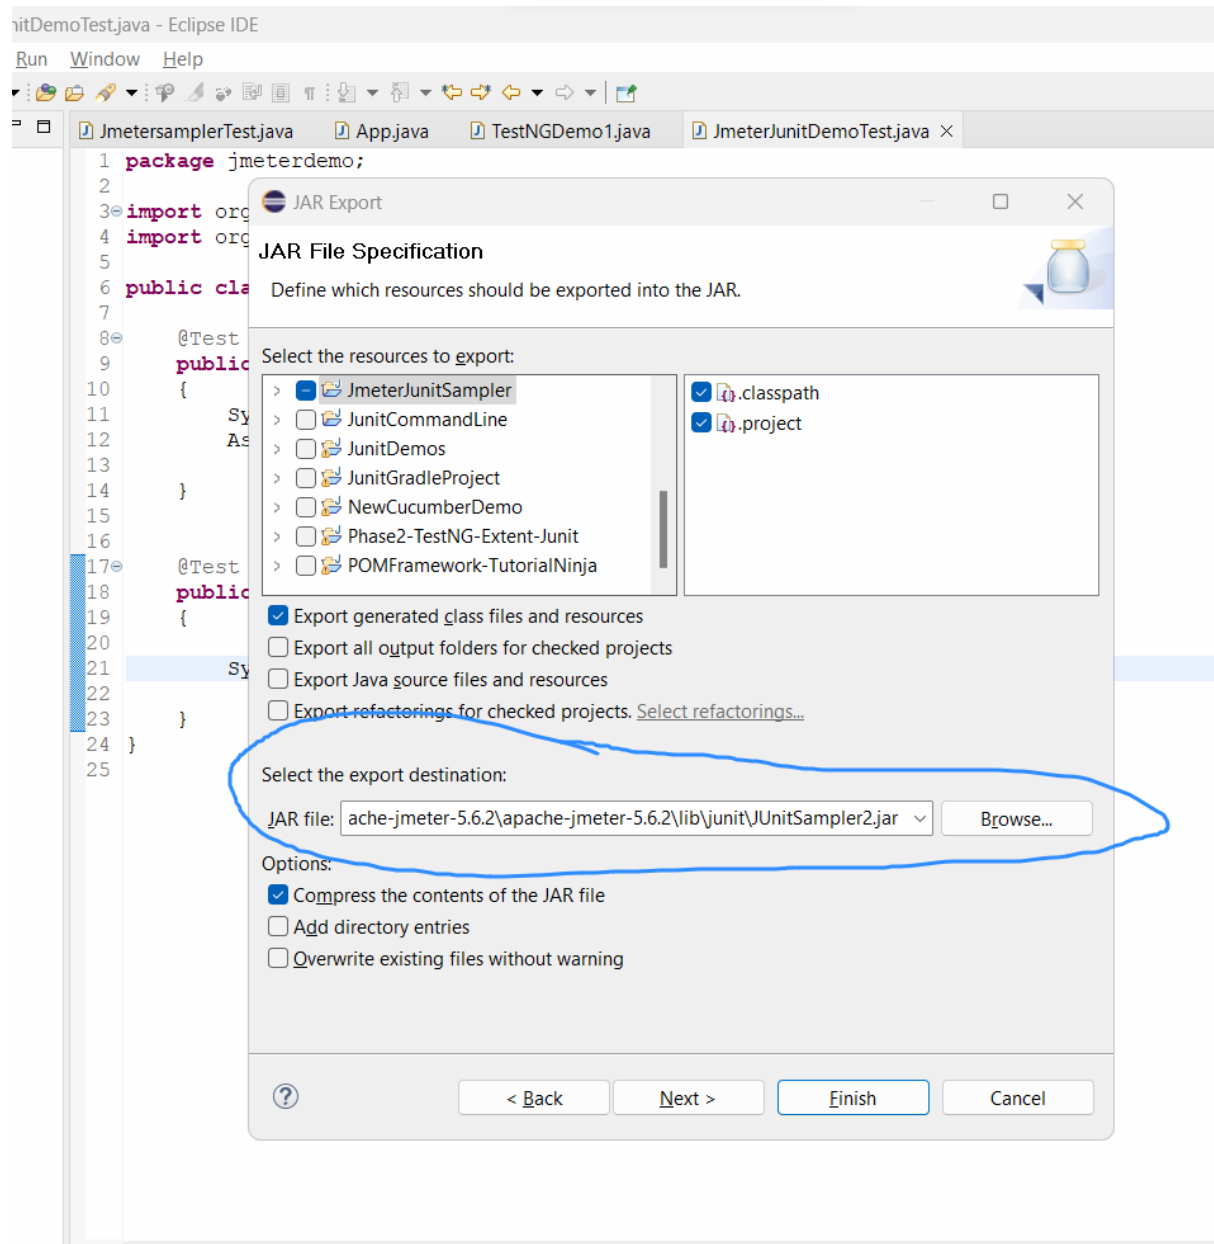 nitDemoTest.java - Eclipse IDE
Run Window Help
JmetersamplerTest.java App.java TestNGDemo1.java JmeterJunitDemoTest.java
1 package jmeterdemo;
2
3 import org
4 import org
5
6 public cla
7
8 @Test
9 public
10 {
11 Sy
12 As
13
14 }
15
16
17 @Test
18 public
19 {
20
21 Sy
22
23 }
24 }
25
JAR Export
JAR File Specification
Define which resources should be exported into the JAR.
Select the resources to export:
JmeterJunitSampler
JunitCommandLine
JunitDemos
JunitGradleProject
NewCucumberDemo
Phase2-TestNG-Extent-Junit
POMFramework-TutorialNinja
.classpath
.project
Export generated class files and resources
Export all output folders for checked projects
Export Java source files and resources
Export refactorings for checked projects. Select refactorings...
Select the export destination:
JAR file: ache-jmeter-5.6.2\apache-jmeter-5.6.2\lib\junit\JUnitSampler2.jar Browse...
Options:
Compress the contents of the JAR file
Add directory entries
Overwrite existing files without warning
? < Back Next > Finish Cancel